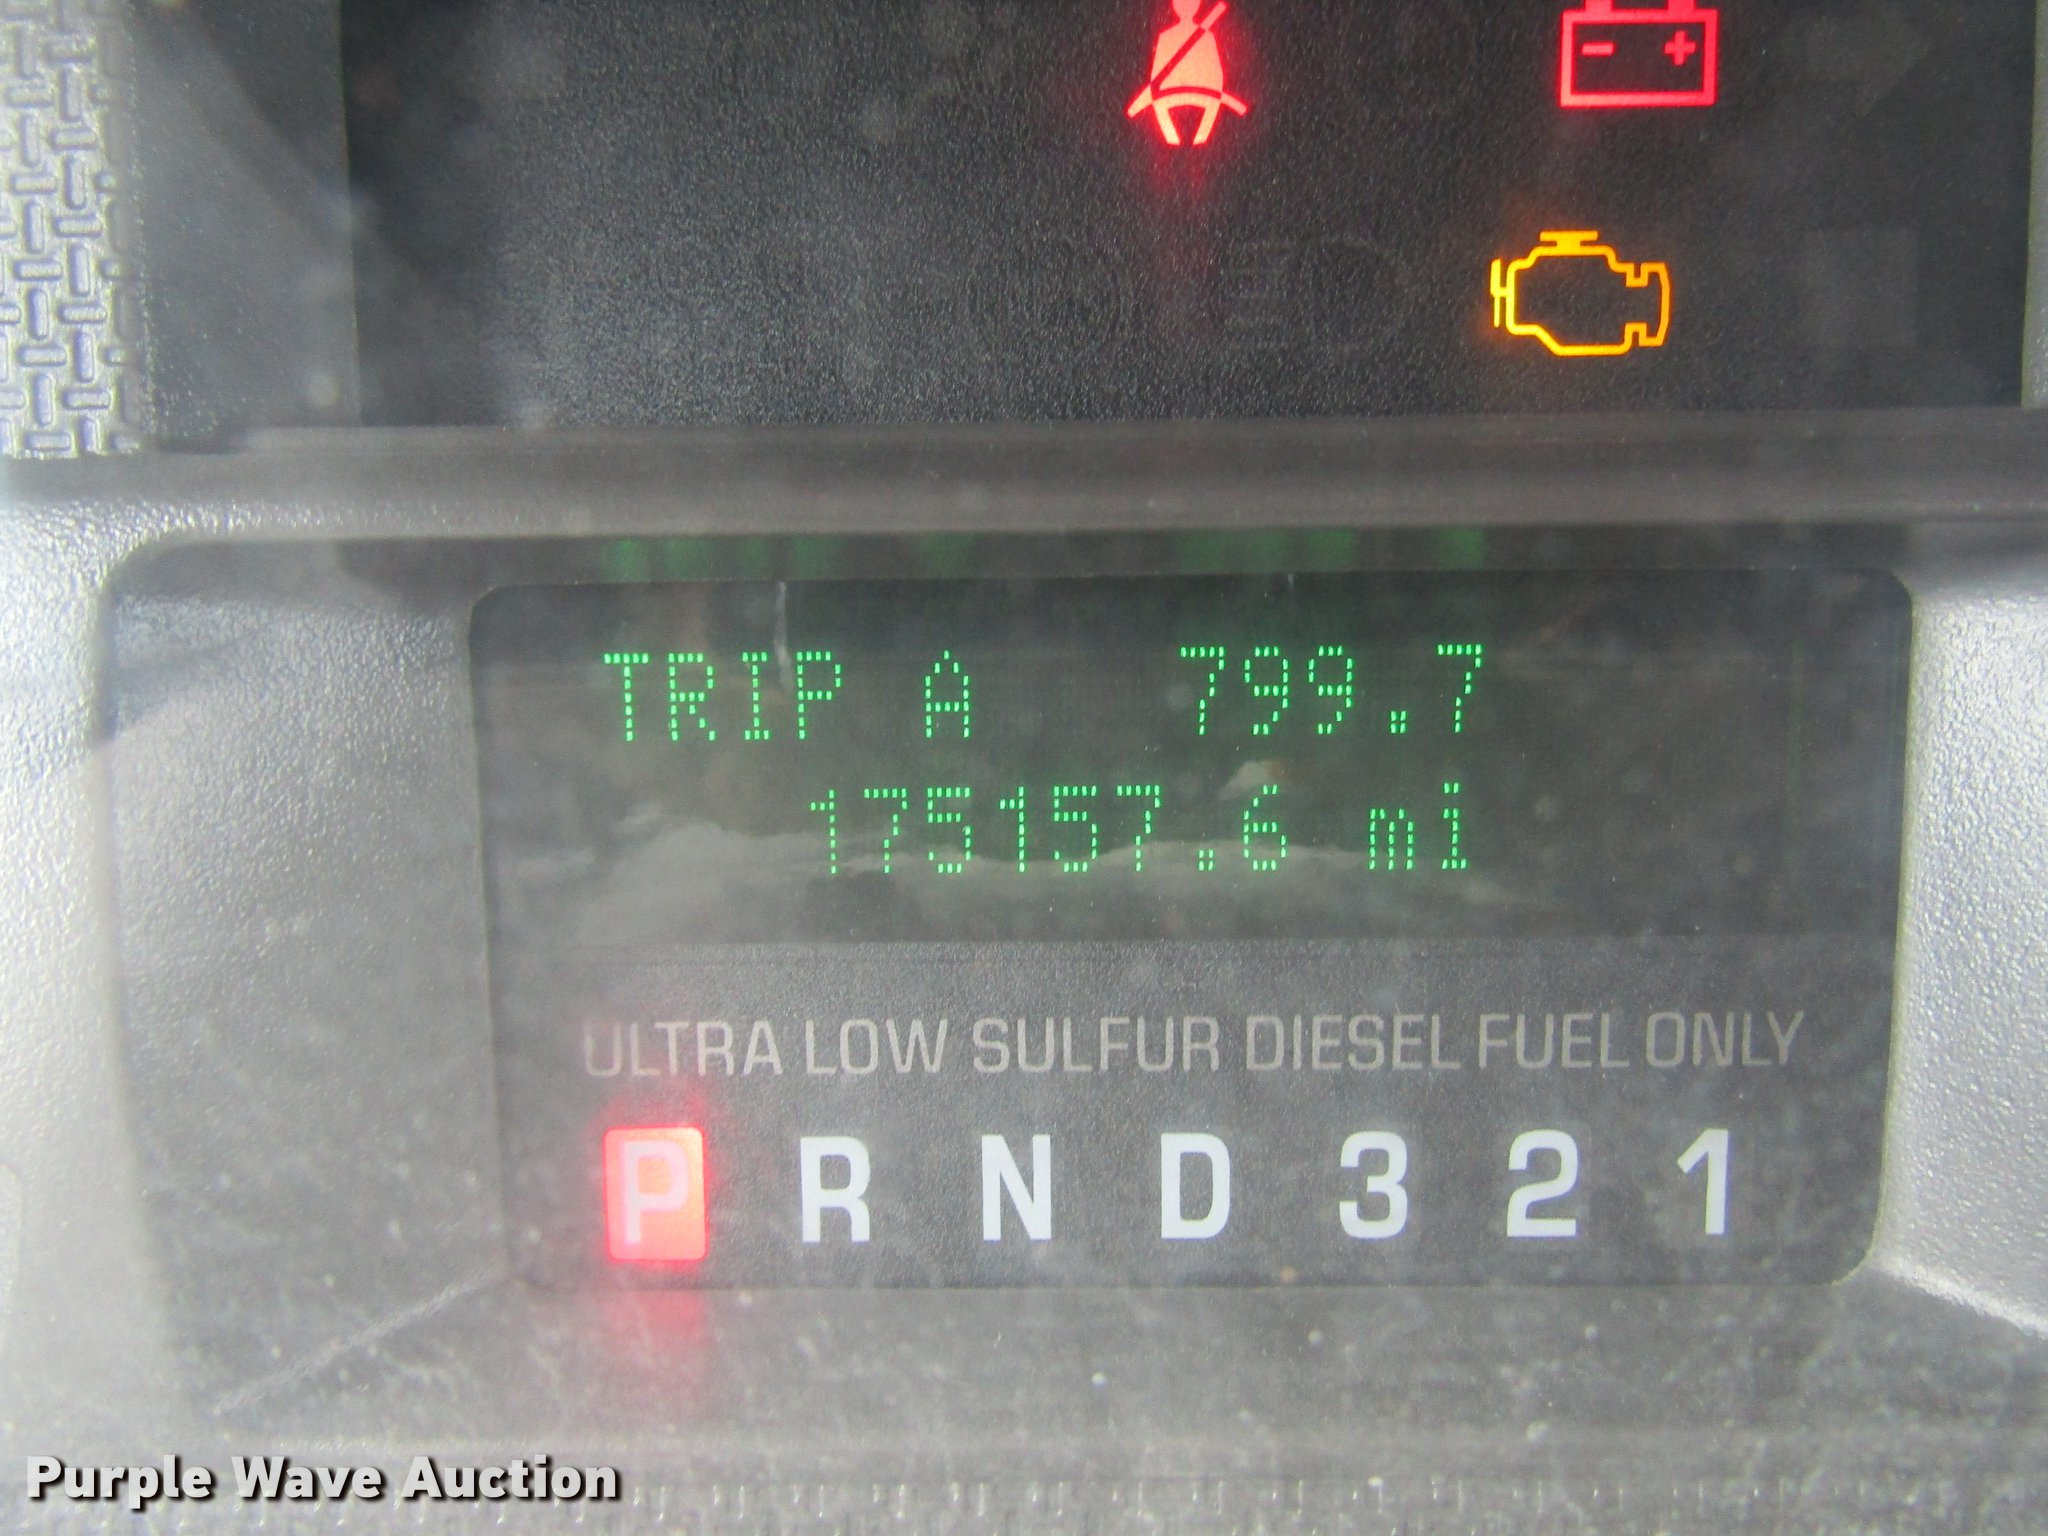 TRIP A 799.7
175157.6 mi
ULTRA LOW SULFUR DIESEL FUEL ONLY
P R N D 3 2 1
Purple Wave Auction